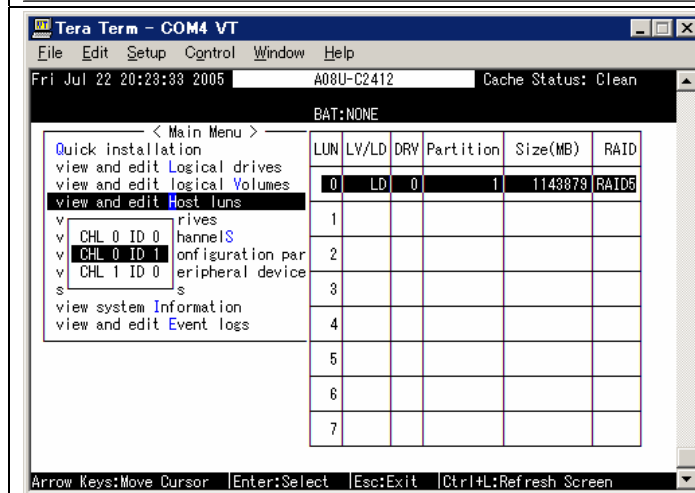 Tera Term - COM4 VT
File Edit Setup Control Window Help
Fri Jul 22 20:23:33 2005 A08U-C2412 Cache Status: Clean
BAT:NONE
< Main Menu >
Quick installation
view and edit Logical drives
view and edit logical Volumes
view and edit Host luns
v rives
v CHL 0 ID 0 hannelS
v CHL 0 ID 1 onfiguration par
v CHL 1 ID 0 eripheral device
s s
view system Information
view and edit Event logs
LUN LV/LD DRV Partition Size(MB) RAID
0 LD 0 1 1143879 RAID5
1
2
3
4
5
6
7
Arrow Keys:Move Cursor |Enter:Select |Esc:Exit |Ctrl+L:Refresh Screen